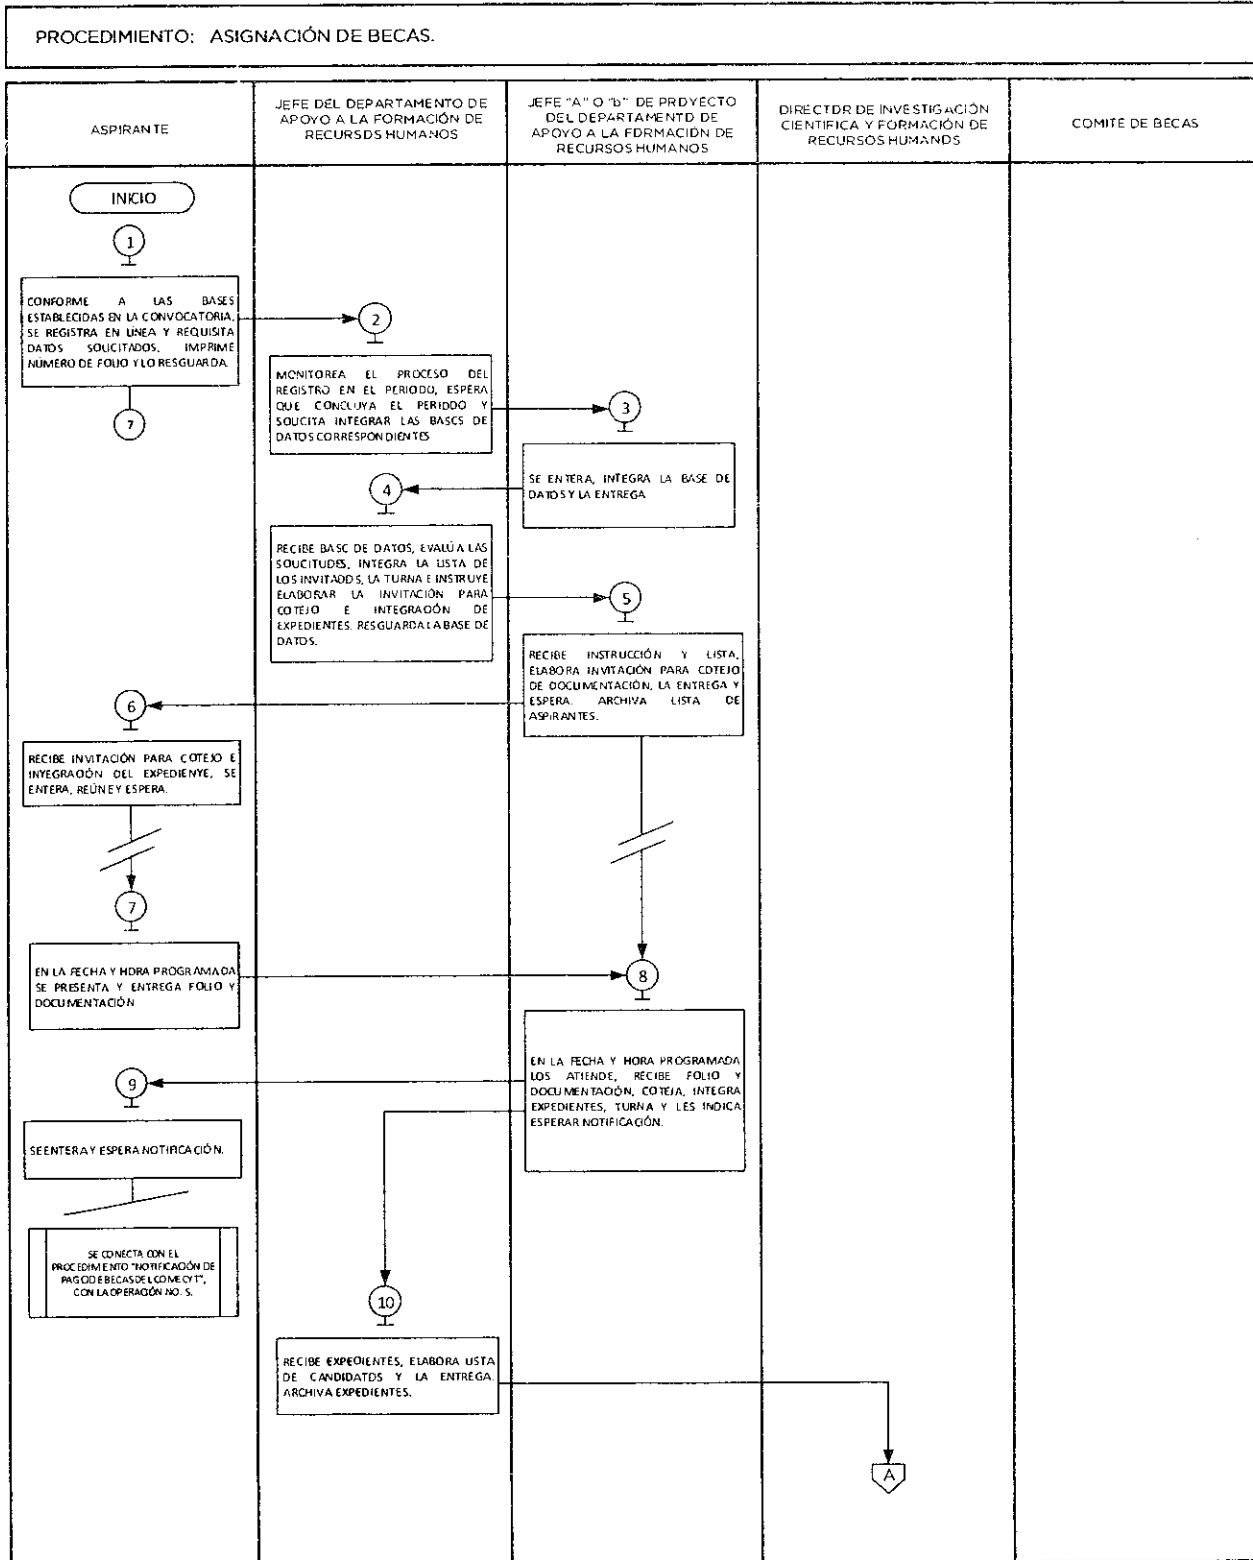 PROCEDIMIENTO: ASIGNACIÓN DE BECAS.
ASPIRANTE
JEFE DEL DEPARTAMENTO DE
APOYO A LA FORMACIÓN DE
RECURSOS HUMANOS
JEFE "A" O "b" DE PROYECTO
DEL DEPARTAMENTO DE
APOYO A LA FORMACIÓN DE
RECURSOS HUMANOS
DIRECTOR DE INVESTIGACIÓN
CIENTIFICA Y FORMACIÓN DE
RECURSOS HUMANOS
COMITÉ DE BECAS
INICIO
1
CONFORME A LAS BASES
ESTABLECIDAS EN LA CONVOCATORIA,
SE REGISTRA EN LINEA Y REQUISITA
DATOS SOLICITADOS, IMPRIME
NÚMERO DE FOLIO Y LO RESGUARDA.
7
2
MONITOREA EL PROCESO DEL
REGISTRO EN EL PERIODO, ESPERA
QUE CONCLUYA EL PERIODO Y
SOLICITA INTEGRAR LAS BASES DE
DATOS CORRESPONDIENTES
3
SE ENTERA, INTEGRA LA BASE DE
DATOS Y LA ENTREGA
4
RECIBE BASE DE DATOS, EVALÚA LAS
SOLICITUDES, INTEGRA LA LISTA DE
LOS INVITADOS, LA TURNA E INSTRUYE
ELABORAR LA INVITACIÓN PARA
COTEJO E INTEGRACIÓN DE
EXPEDIENTES. RESGUARDA LA BASE DE
DATOS.
5
RECIBE INSTRUCCIÓN Y LISTA,
ELABORA INVITACIÓN PARA COTEJO
DE DOCUMENTACIÓN, LA ENTREGA Y
ESPERA. ARCHIVA LISTA DE
ASPIRANTES.
6
RECIBE INVITACIÓN PARA COTEJO E
INTEGRACIÓN DEL EXPEDIENTE, SE
ENTERA, REÚNE Y ESPERA.
7
EN LA FECHA Y HORA PROGRAMADA
SE PRESENTA Y ENTREGA FOLIO Y
DOCUMENTACIÓN
8
EN LA FECHA Y HORA PROGRAMADA
LOS ATIENDE, RECIBE FOLIO Y
DOCUMENTACIÓN, COTEJA, INTEGRA
EXPEDIENTES, TURNA Y LES INDICA
ESPERAR NOTIFICACIÓN.
9
SE ENTERA Y ESPERA NOTIFICACIÓN.
SE CONECTA CON EL
PROCEDIMIENTO "NOTIFICACIÓN DE
PAGO DE BECAS DEL COMECYT",
CON LA OPERACIÓN NO. 5.
10
RECIBE EXPEDIENTES, ELABORA LISTA
DE CANDIDATOS Y LA ENTREGA.
ARCHIVA EXPEDIENTES.
A